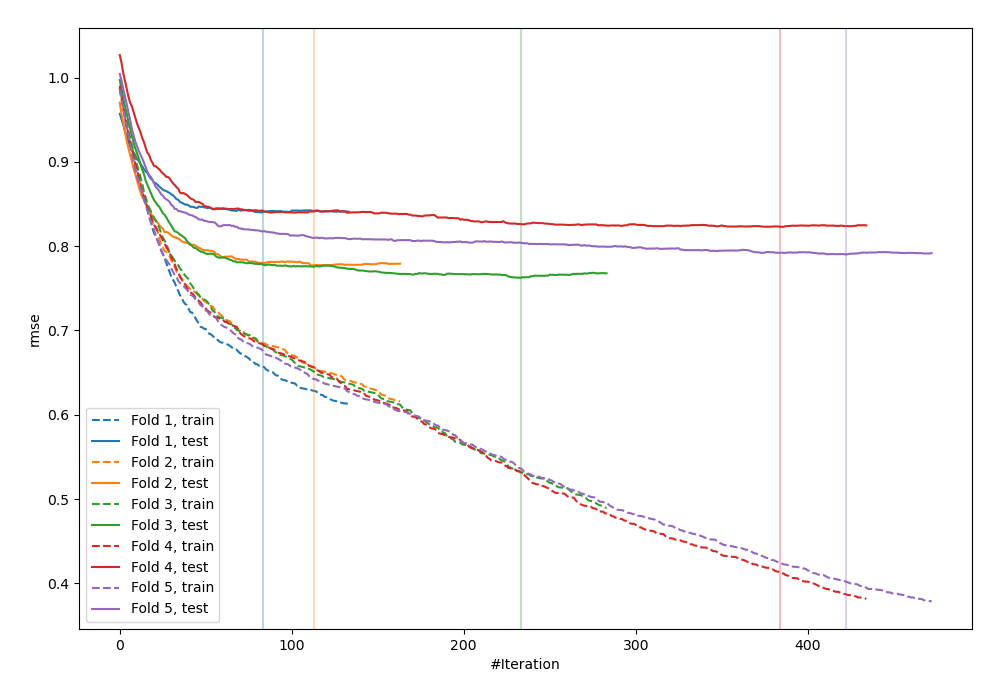 1.0
0.9
0.8
0.7
0.6
0.5
0.4
rmse
0
100
200
300
400
#Iteration
Fold 1, train
Fold 1, test
Fold 2, train
Fold 2, test
Fold 3, train
Fold 3, test
Fold 4, train
Fold 4, test
Fold 5, train
Fold 5, test